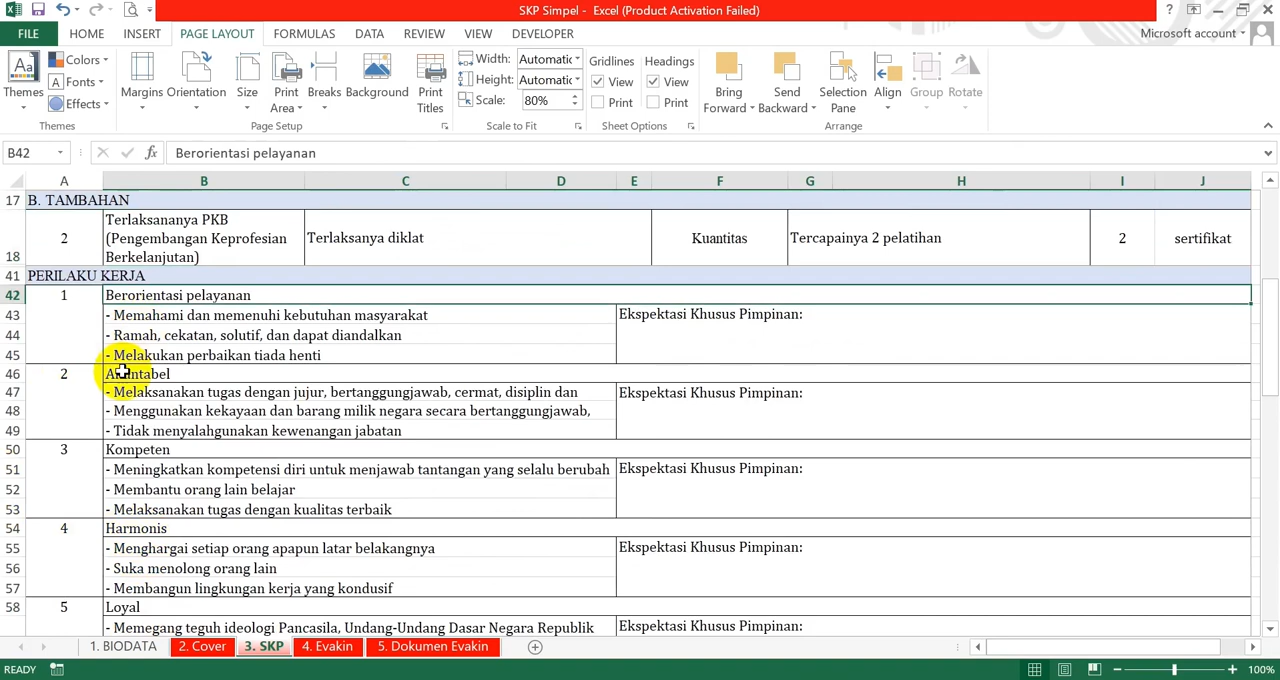 SKP Simpel - Excel (Product Activation Failed)
FILE HOME INSERT PAGE LAYOUT FORMULAS DATA REVIEW VIEW DEVELOPER Microsoft account
Themes Colors Fonts Effects Margins Orientation Size Print Area Breaks Background Print Titles
Width: Automatic
Height: Automatic
Scale: 80%
Gridlines Headings
View View
Print Print
Bring Forward Send Backward Selection Pane Align Group Rotate
Themes Page Setup Scale to Fit Sheet Options Arrange
B42 fx Berorientasi pelayanan
A B C D E F G H I J
17 B. TAMBAHAN
18 2 Terlaksananya PKB (Pengembangan Keprofesian Berkelanjutan) Terlaksanya diklat Kuantitas Tercapainya 2 pelatihan 2 sertifikat
41 PERILAKU KERJA
42 1 Berorientasi pelayanan
43 - Memahami dan memenuhi kebutuhan masyarakat Ekspektasi Khusus Pimpinan:
44 - Ramah, cekatan, solutif, dan dapat diandalkan
45 - Melakukan perbaikan tiada henti
46 2 Akuntabel
47 - Melaksanakan tugas dengan jujur, bertanggungjawab, cermat, disiplin dan Ekspektasi Khusus Pimpinan:
48 - Menggunakan kekayaan dan barang milik negara secara bertanggungjawab,
49 - Tidak menyalahgunakan kewenangan jabatan
50 3 Kompeten
51 - Meningkatkan kompetensi diri untuk menjawab tantangan yang selalu berubah Ekspektasi Khusus Pimpinan:
52 - Membantu orang lain belajar
53 - Melaksanakan tugas dengan kualitas terbaik
54 4 Harmonis
55 - Menghargai setiap orang apapun latar belakangnya Ekspektasi Khusus Pimpinan:
56 - Suka menolong orang lain
57 - Membangun lingkungan kerja yang kondusif
58 5 Loyal
- Memegang teguh ideologi Pancasila, Undang-Undang Dasar Negara Republik Ekspektasi Khusus Pimpinan:
1. BIODATA 2. Cover 3. SKP 4. Evakin 5. Dokumen Evakin
READY 100%